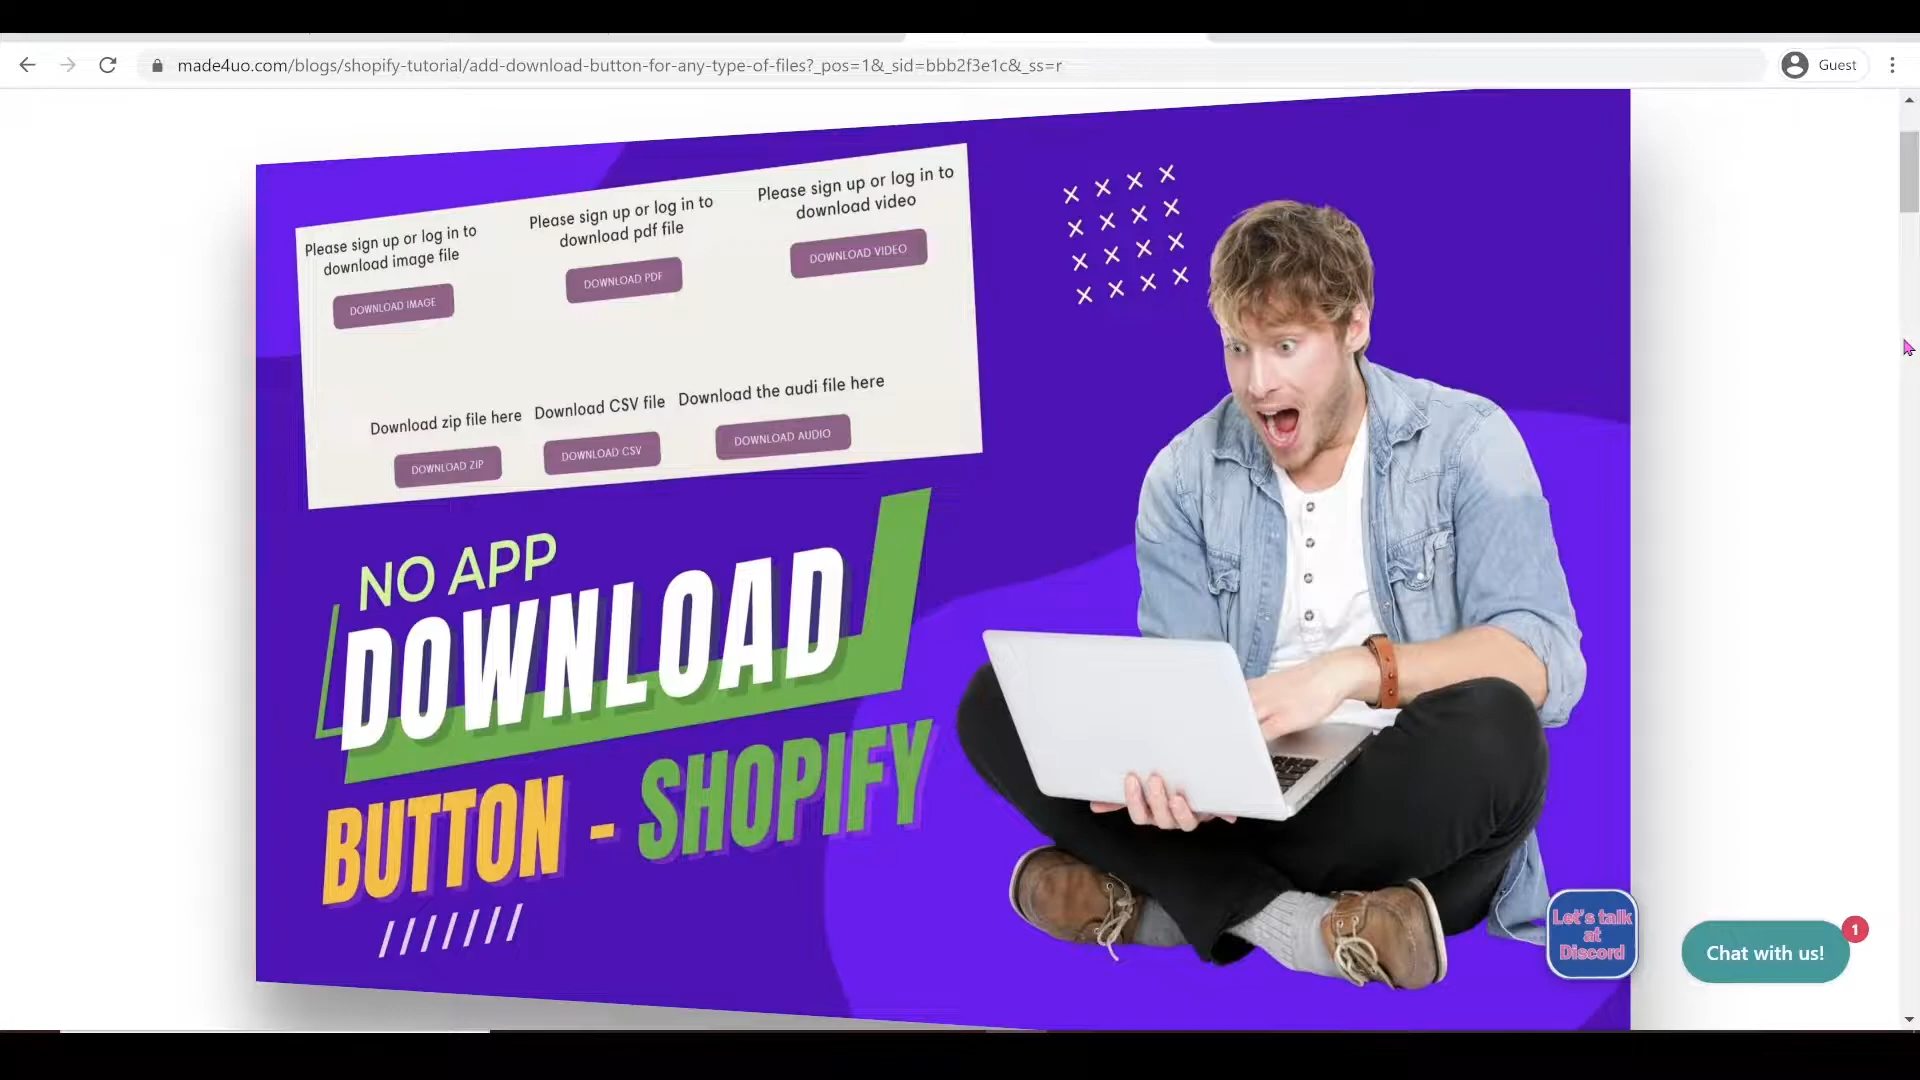 made4uo.com/blogs/shopify-tutorial/add-download-button-for-any-type-of-files?_pos=1&_sid=bbb2f3e1c&_ss=r
Guest
Please sign up or log in to
download image file
DOWNLOAD IMAGE
Please sign up or log in to
download pdf file
DOWNLOAD PDF
Please sign up or log in to
download video
DOWNLOAD VIDEO
Download zip file here
DOWNLOAD ZIP
Download CSV file
DOWNLOAD CSV
Download the audi file here
DOWNLOAD AUDIO
NO APP
DOWNLOAD
BUTTON - SHOPIFY
Let's talk
at
Discord
Chat with us!
1